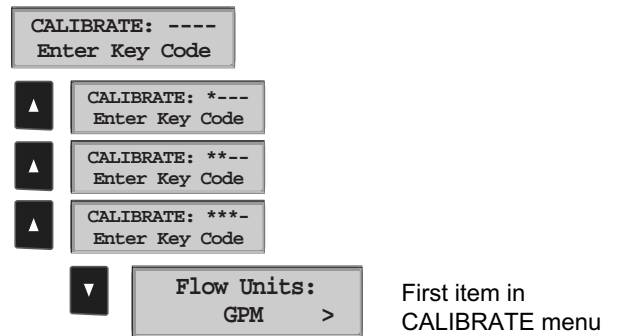 CALIBRATE: ----
Enter Key Code
CALIBRATE: *---
Enter Key Code
CALIBRATE: **--
Enter Key Code
CALIBRATE: ***-
Enter Key Code
Flow Units:
GPM >
First item in
CALIBRATE menu